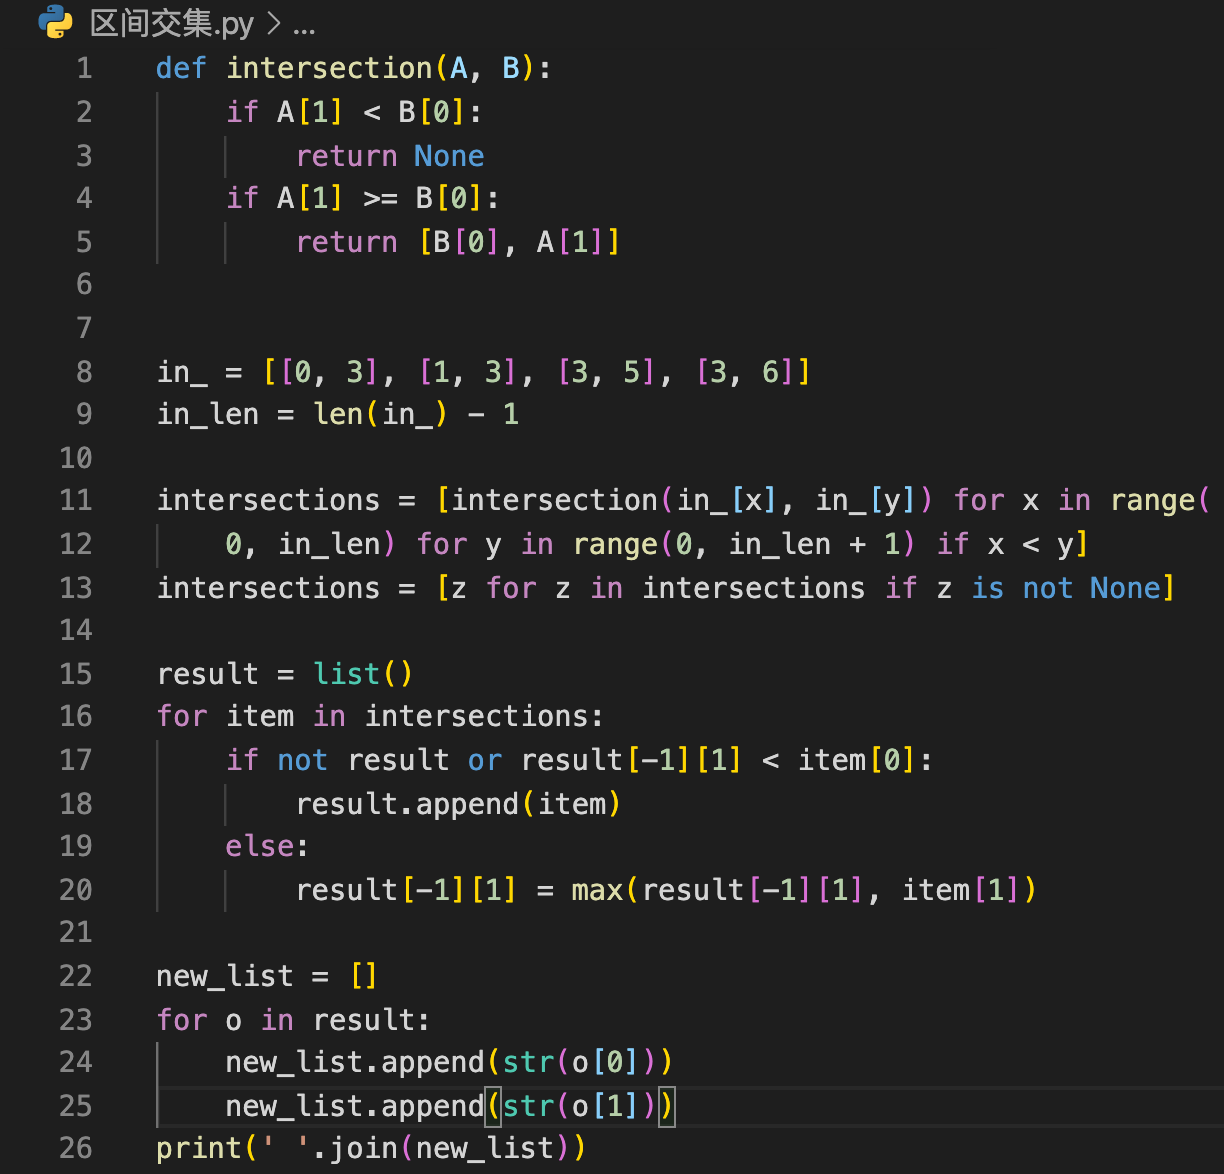 区间交集.py > ...
1 def intersection(A, B):
2     if A[1] < B[0]:
3         return None
4     if A[1] >= B[0]:
5         return [B[0], A[1]]
6
7
8 in_ = [[0, 3], [1, 3], [3, 5], [3, 6]]
9 in_len = len(in_) - 1
10
11 intersections = [intersection(in_[x], in_[y]) for x in range(
12     0, in_len) for y in range(0, in_len + 1) if x < y]
13 intersections = [z for z in intersections if z is not None]
14
15 result = list()
16 for item in intersections:
17     if not result or result[-1][1] < item[0]:
18         result.append(item)
19     else:
20         result[-1][1] = max(result[-1][1], item[1])
21
22 new_list = []
23 for o in result:
24     new_list.append(str(o[0]))
25     new_list.append(str(o[1]))
26 print(' '.join(new_list))